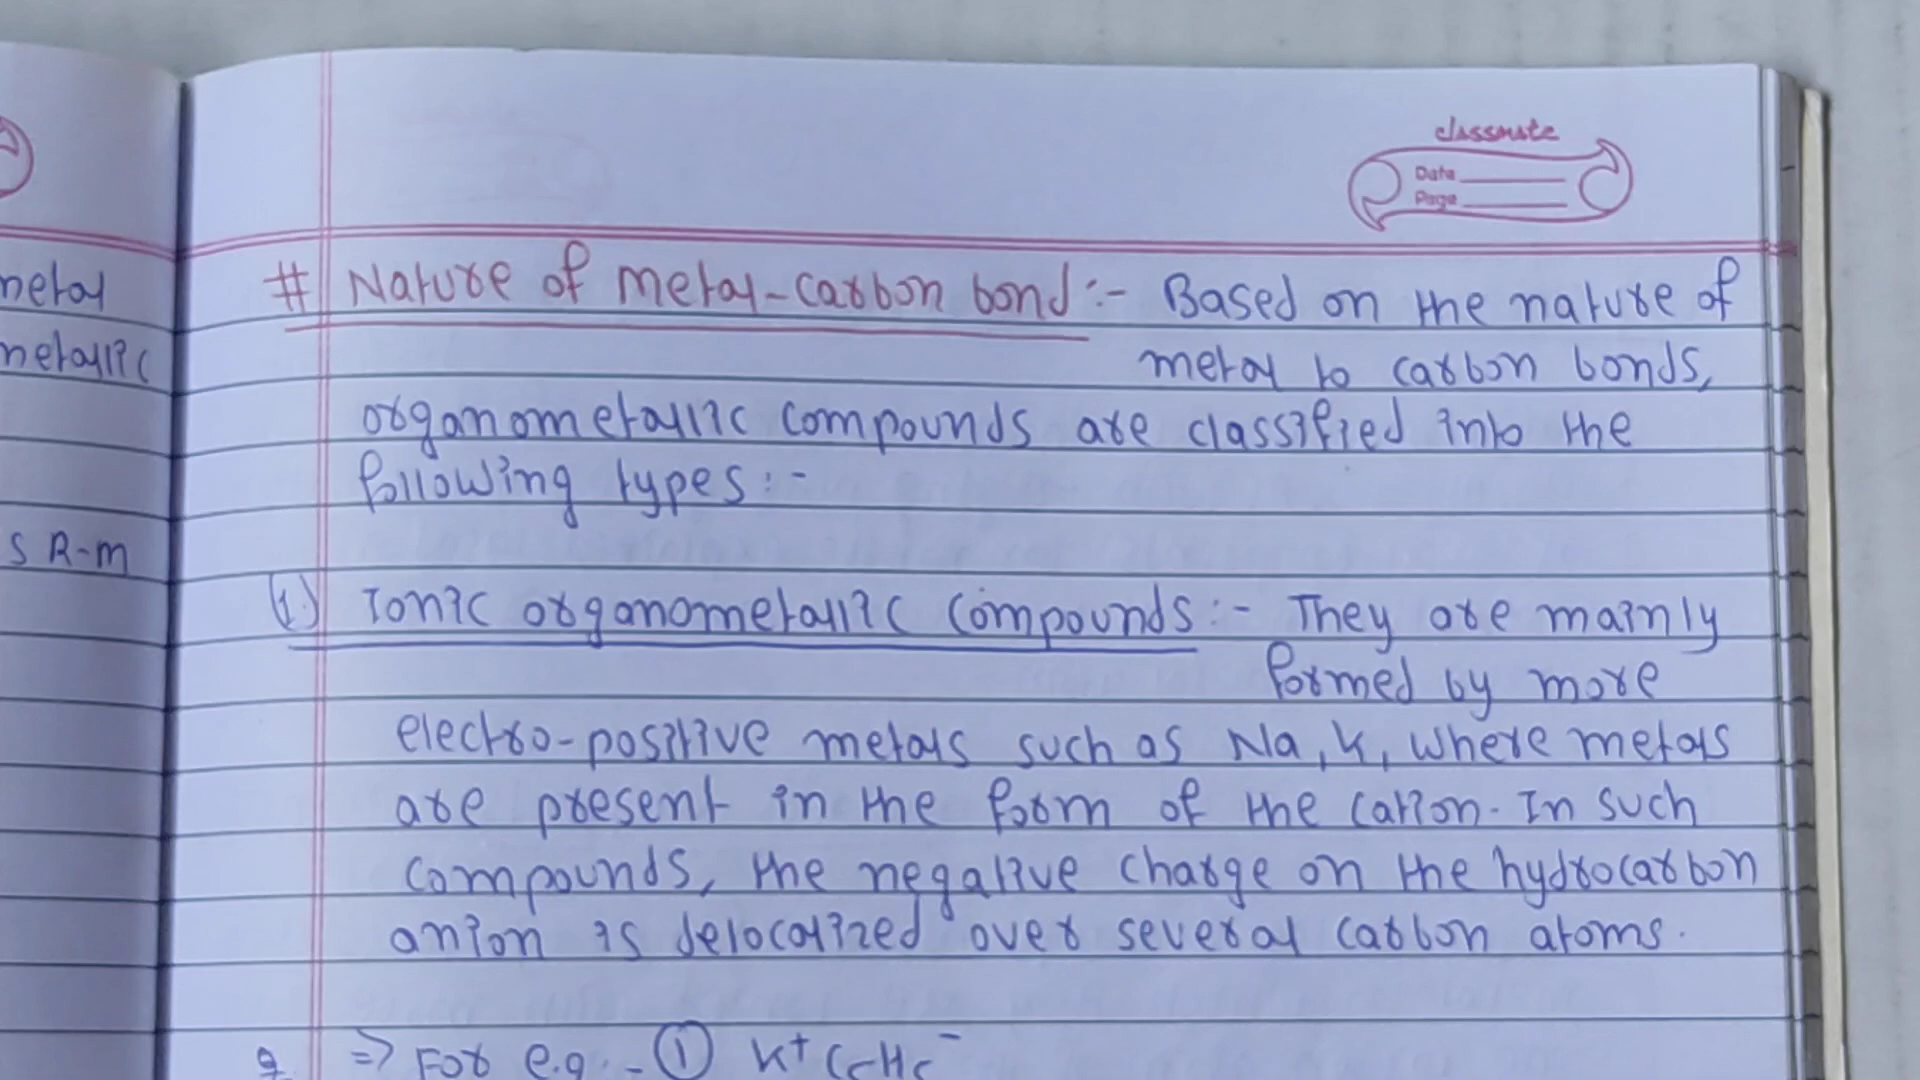 classmate
Date
Page
metal
metallic
S R-M
# Nature of metal-carbon bond :- Based on the nature of
metal to carbon bonds,
organometallic compounds are classified into the
following types :-
(1.) Ionic organometallic compounds :- They are mainly
formed by more
electro-positive metals such as Na, K, where metals
are present in the form of the cation. In such
compounds, the negative charge on the hydrocarbon
anion is delocalized over several carbon atoms.
=> For e.g. - ①  K⁺